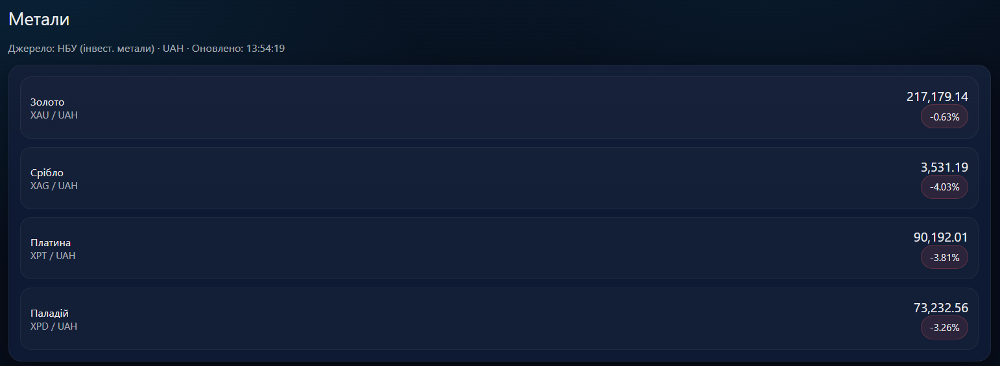 Метали
Джерело: НБУ (інвест. метали) · UAH · Оновлено: 13:54:19
Золото
XAU / UAH
217,179.14
-0.63%
Срібло
XAG / UAH
3,531.19
-4.03%
Платина
XPT / UAH
90,192.01
-3.81%
Паладій
XPD / UAH
73,232.56
-3.26%